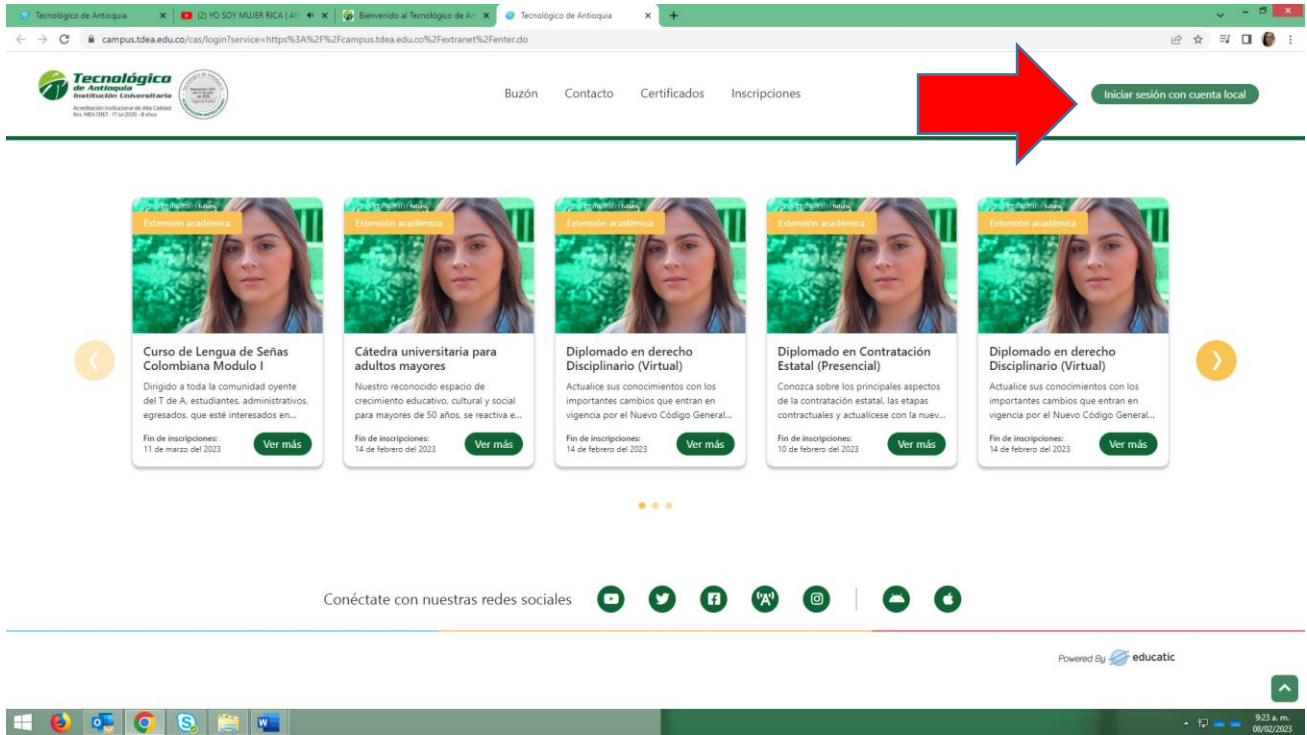 Tecnológico de Antioquia
(2) YO SOY MUJER RICA | Afi
Bienvenido al Tecnológico de An
Tecnológico de Antioquia
campus.tdea.edu.co/cas/login?service=https%3A%2F%2Fcampus.tdea.edu.co%2Fextranet%2Fenter.do
Tecnológico
de Antioquia
Institución Universitaria
Acreditación Institucional de Alta Calidad
Buzón
Contacto
Certificados
Inscripciones
Iniciar sesión con cuenta local
Extensión académica
Extensión académica
Extensión académica
Extensión académica
Extensión académica
Curso de Lengua de Señas
Colombiana Modulo I
Dirigido a toda la comunidad oyente
del T de A, estudiantes, administrativos,
egresados, que esté interesados en...
Fin de inscripciones:
11 de marzo del 2023
Ver más
Cátedra universitaria para
adultos mayores
Nuestro reconocido espacio de
crecimiento educativo, cultural y social
para mayores de 50 años, se reactiva e...
Fin de inscripciones:
14 de febrero del 2023
Ver más
Diplomado en derecho
Disciplinario (Virtual)
Actualice sus conocimientos con los
importantes cambios que entran en
vigencia por el Nuevo Código General...
Fin de inscripciones:
14 de febrero del 2023
Ver más
Diplomado en Contratación
Estatal (Presencial)
Conozca sobre los principales aspectos
de la contratación estatal, las etapas
contractuales y actualícese con la nuev...
Fin de inscripciones:
10 de febrero del 2023
Ver más
Diplomado en derecho
Disciplinario (Virtual)
Actualice sus conocimientos con los
importantes cambios que entran en
vigencia por el Nuevo Código General...
Fin de inscripciones:
14 de febrero del 2023
Ver más
Conéctate con nuestras redes sociales
Powered By educatic
9:23 a. m.
08/02/2023